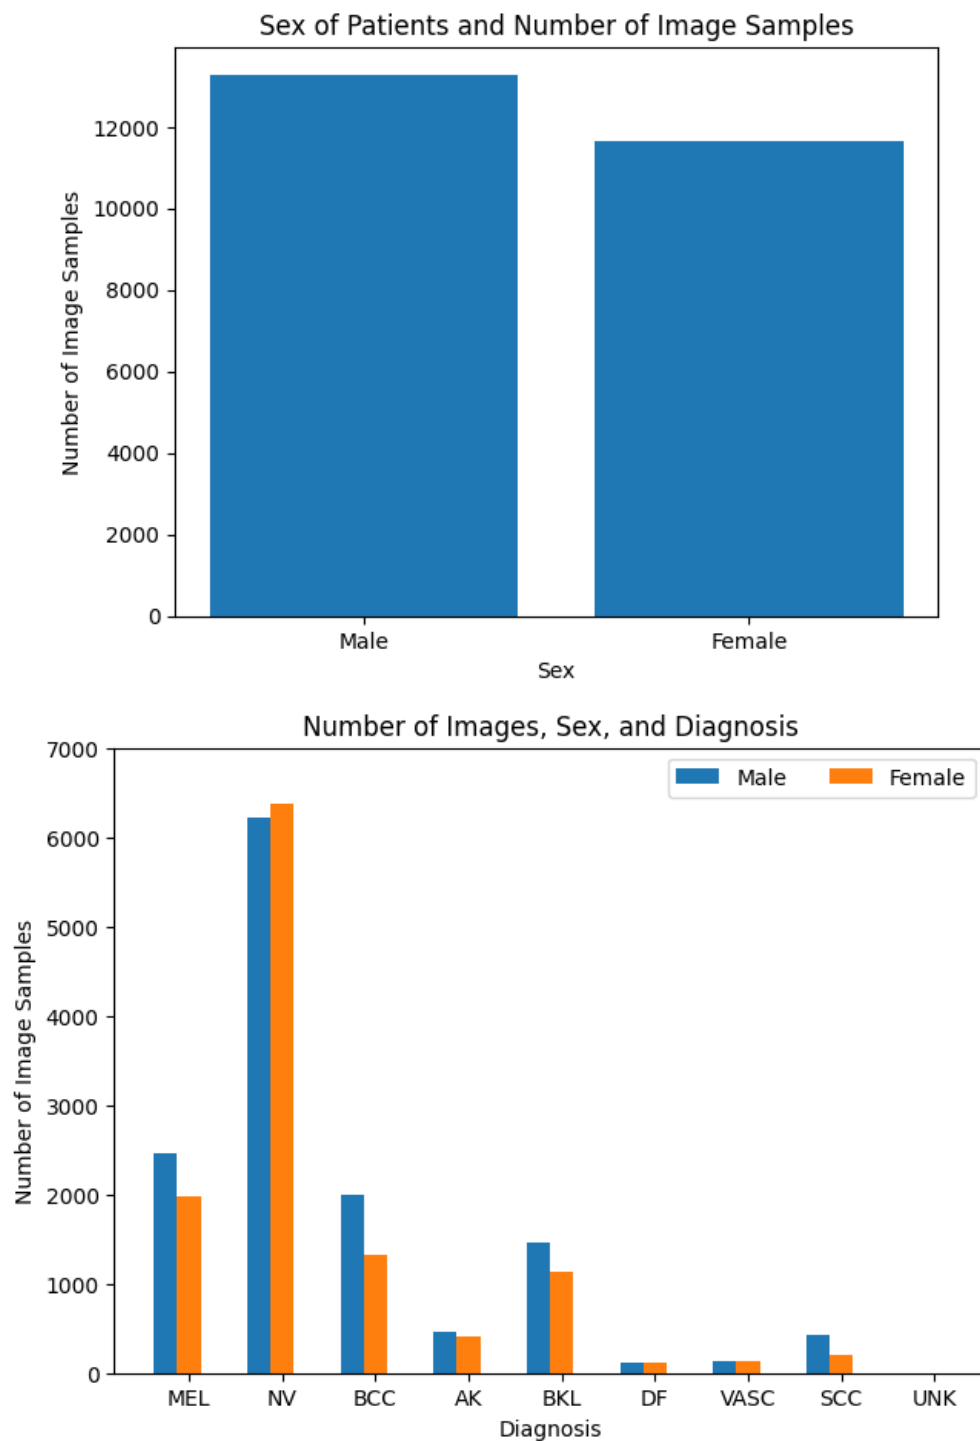 Sex of Patients and Number of Image Samples
Number of Image Samples
12000
10000
8000
6000
4000
2000
0
Male Female
Sex
Number of Images, Sex, and Diagnosis
Number of Image Samples
7000
6000
5000
4000
3000
2000
1000
0
Male Female
MEL NV BCC AK BKL DF VASC SCC UNK
Diagnosis